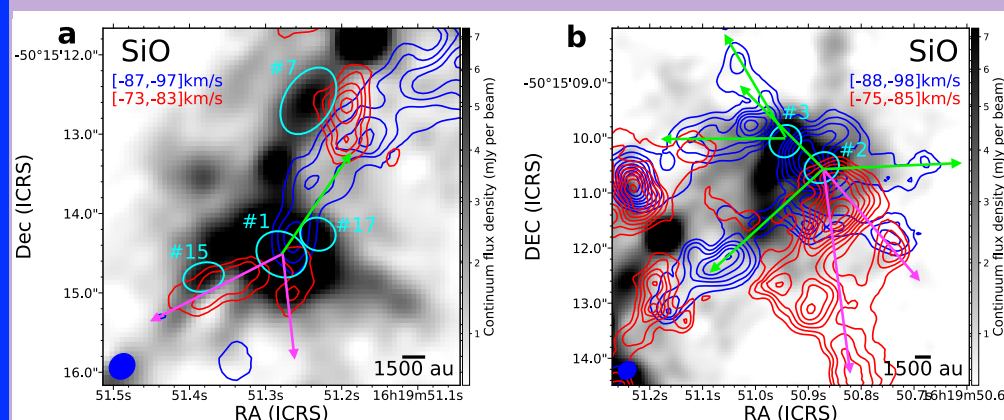 a
SiO
[-87,-97]km/s
[-73,-83]km/s
#7
#1
#17
#15
1500 au
-50°15'12.0"
13.0"
14.0"
15.0"
16.0"
Dec (ICRS)
51.5s
51.4s
51.3s
51.2s
16h19m51.1s
RA (ICRS)
7
6
5
4
3
2
1
Continuum flux density (mJy per beam)
b
SiO
[-88,-98]km/s
[-75,-85]km/s
#3
#2
1500 au
-50°15'09.0"
10.0"
11.0"
12.0"
13.0"
14.0"
DEC (ICRS)
51.2s
51.1s
51.0s
50.9s
50.8s
50.7s
16h19m50.6
RA (ICRS)
7
6
5
4
3
2
1
Continuum flux density (mJy per beam)